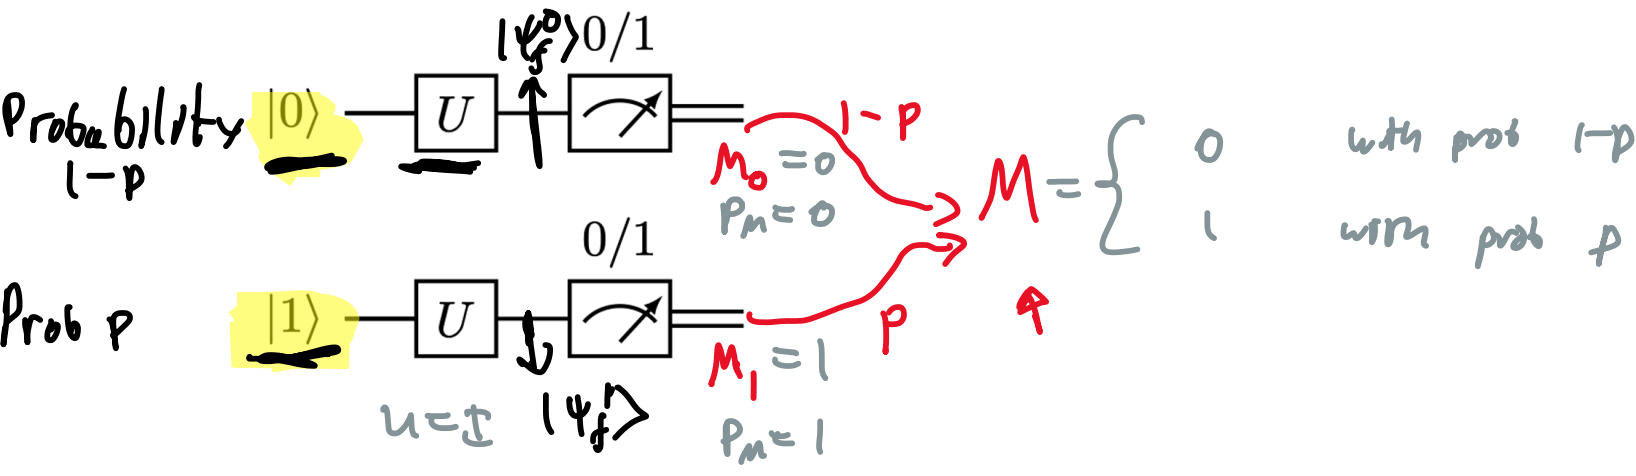 |ψ_f^0⟩ 0/1
Probability |0⟩ U 1-p
1-p M_0 = 0 M = { 0 with prob 1-p
P_M = 0 1 with prob p
0/1
Prob p |1⟩ U p
M_1 = 1
U = I |ψ_f^1⟩ P_M = 1